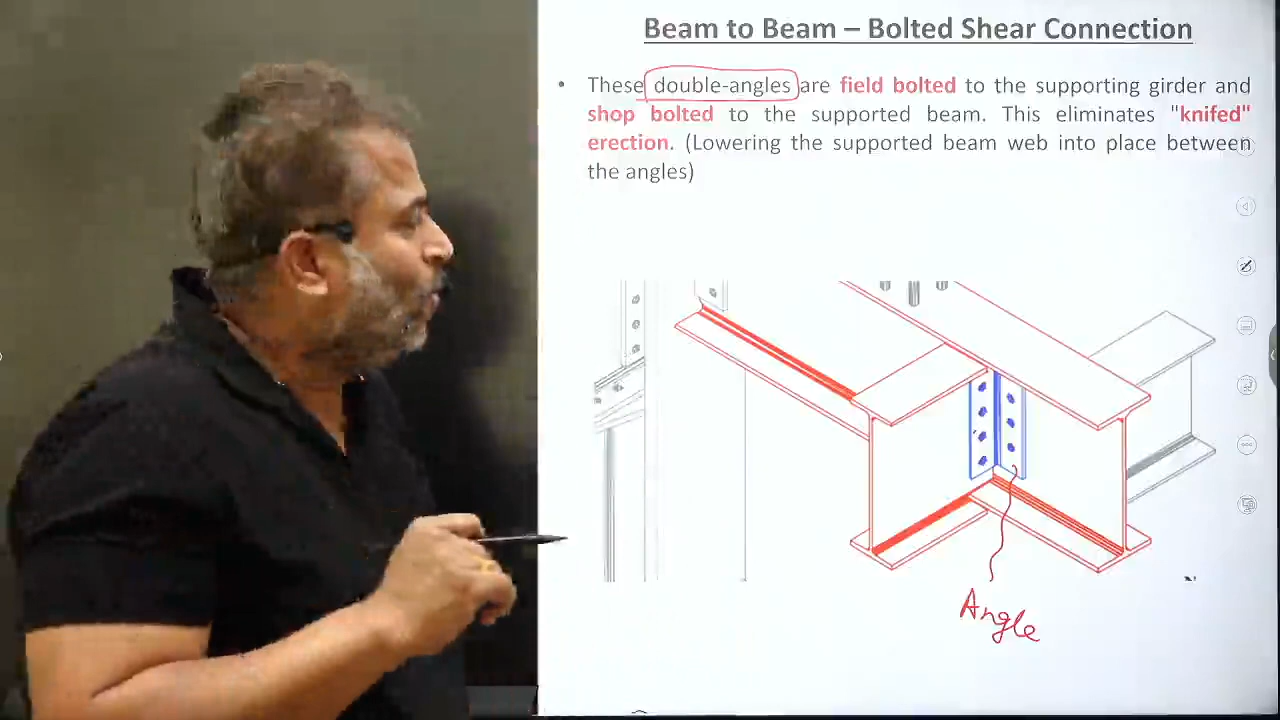 Beam to Beam – Bolted Shear Connection
• These double-angles are field bolted to the supporting girder and
shop bolted to the supported beam. This eliminates "knifed"
erection. (Lowering the supported beam web into place between
the angles)
Angle